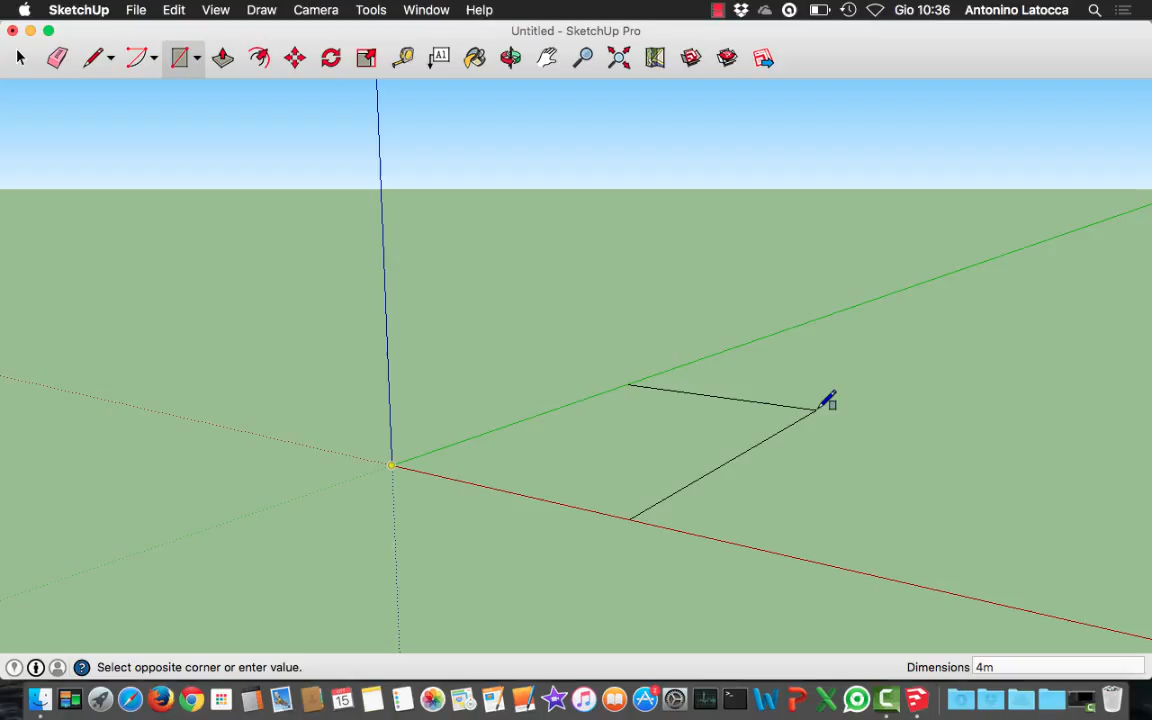 SketchUp File Edit View Draw Camera Tools Window Help Gio 10:36 Antonino Latocca
Untitled - SketchUp Pro
A1
Select opposite corner or enter value. Dimensions 4m